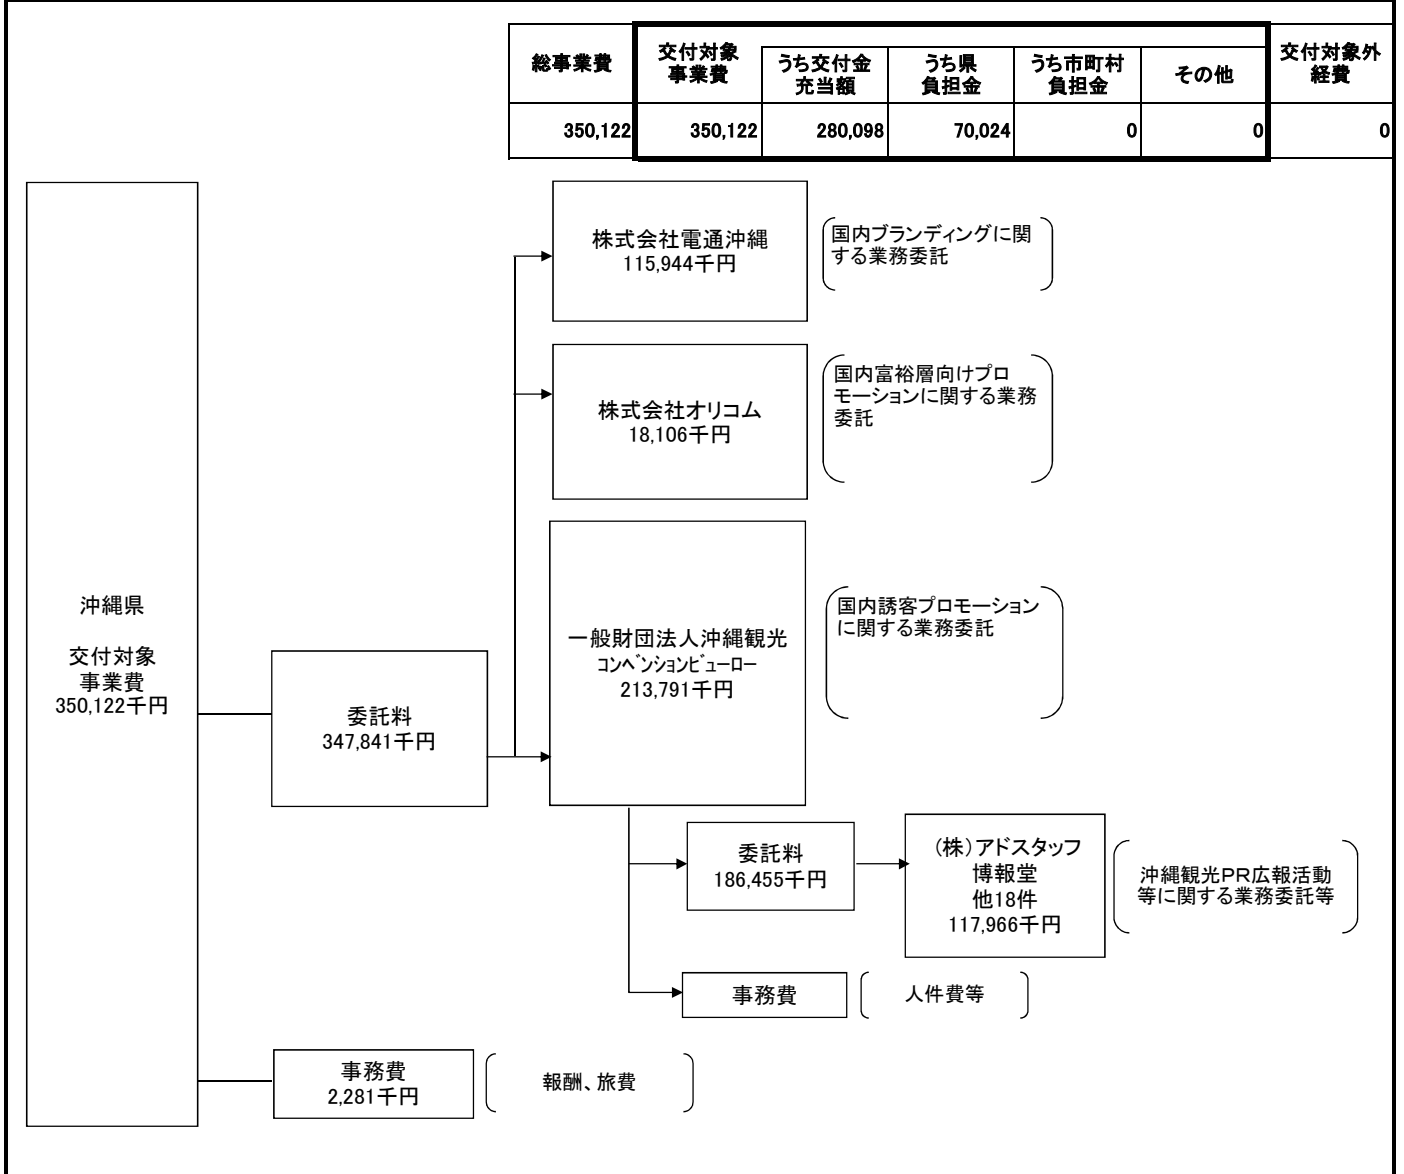 総事業費
交付対象
事業費
うち交付金
充当額
うち県
負担金
うち市町村
負担金
その他
交付対象外
経費
350,122
350,122
280,098
70,024
0
0
0
株式会社電通沖縄
115,944千円
国内ブランディングに関
する業務委託
株式会社オリコム
18,106千円
国内富裕層向けプロ
モーションに関する業務
委託
沖縄県
交付対象
事業費
350,122千円
委託料
347,841千円
一般財団法人沖縄観光
コンベンションビューロー
213,791千円
国内誘客プロモーション
に関する業務委託
委託料
186,455千円
(株)アドスタッフ
博報堂
他18件
117,966千円
沖縄観光PR広報活動
等に関する業務委託等
事務費
人件費等
事務費
2,281千円
報酬、旅費